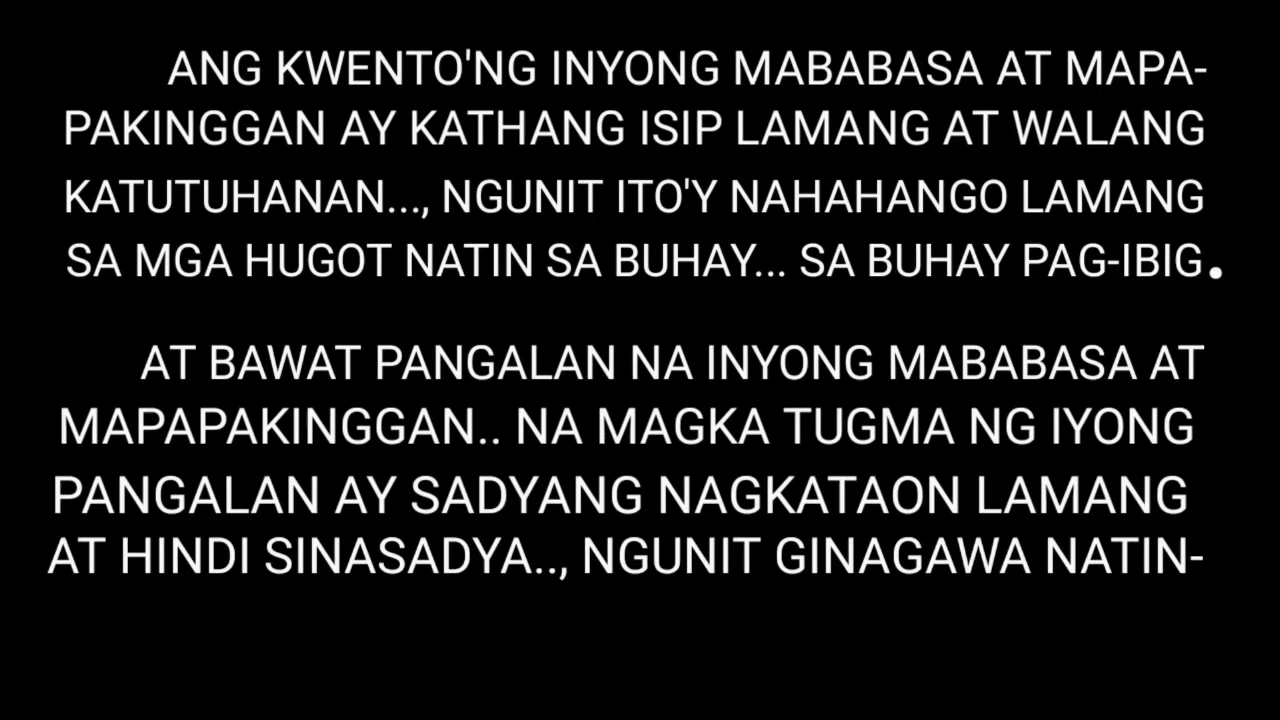 ANG KWENTO'NG INYONG MABABASA AT MAPA-
PAKINGGAN AY KATHANG ISIP LAMANG AT WALANG
KATUTUHANAN..., NGUNIT ITO'Y NAHAHANGO LAMANG
SA MGA HUGOT NATIN SA BUHAY... SA BUHAY PAG-IBIG.
AT BAWAT PANGALAN NA INYONG MABABASA AT
MAPAPAKINGGAN.. NA MAGKA TUGMA NG IYONG
PANGALAN AY SADYANG NAGKATAON LAMANG
AT HINDI SINASADYA.., NGUNIT GINAGAWA NATIN-